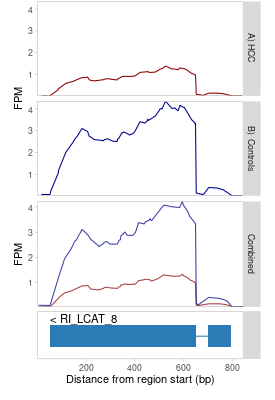 4
3
2
1
A) HCC
FPM
4
3
2
1
B) Controls
4
3
2
1
Combined
FPM
< RI_LCAT_8
200 400 600 800
Distance from region start (bp)